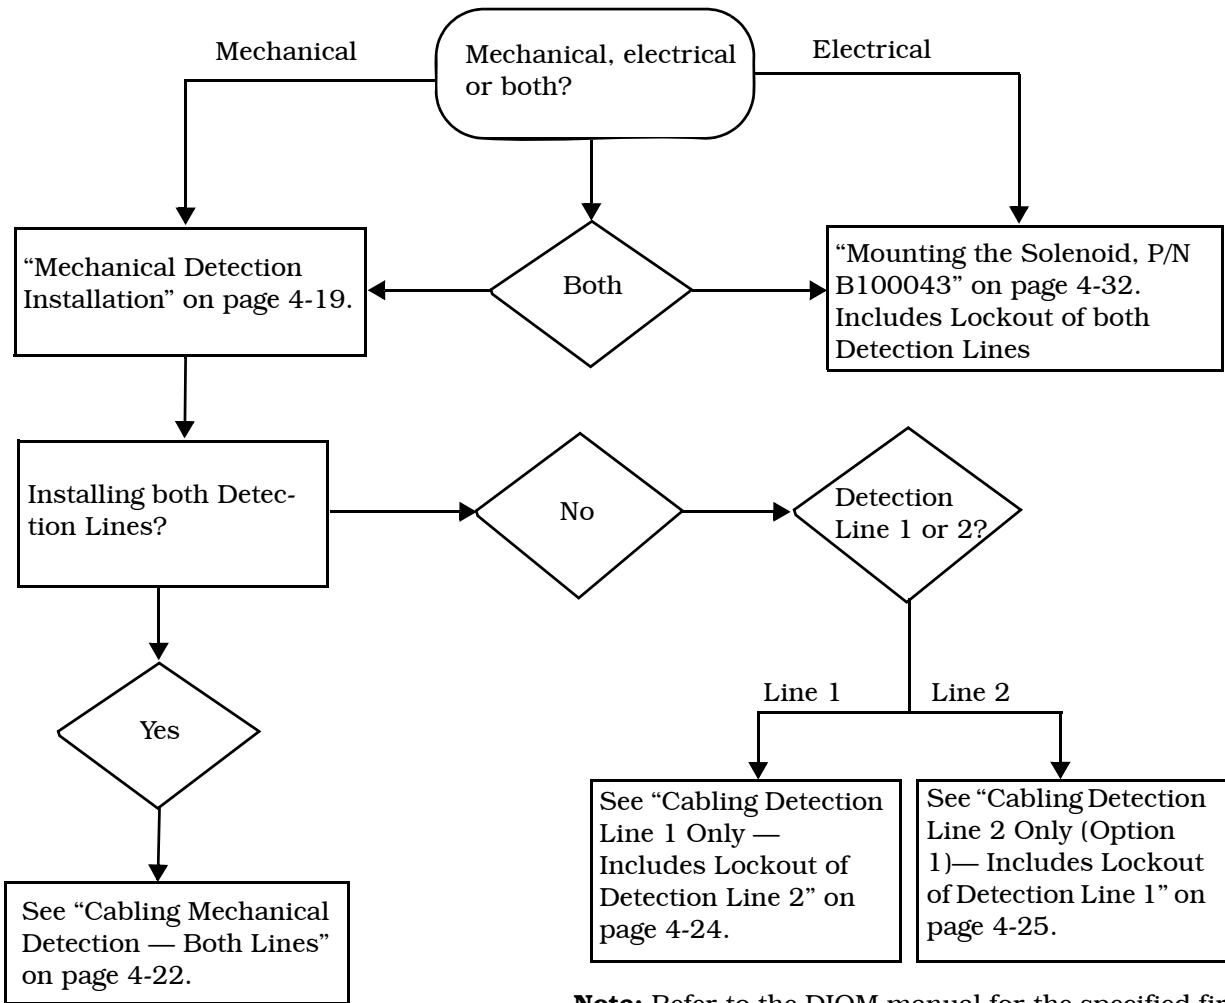 Mechanical
Mechanical, electrical
or both?
Electrical
“Mechanical Detection
Installation” on page 4-19.
Both
“Mounting the Solenoid, P/N
B100043” on page 4-32.
Includes Lockout of both
Detection Lines
Installing both Detec-
tion Lines?
No
Detection
Line 1 or 2?
Yes
Line 1
Line 2
See “Cabling Mechanical
Detection — Both Lines”
on page 4-22.
See “Cabling Detection
Line 1 Only —
Includes Lockout of
Detection Line 2” on
page 4-24.
See “Cabling Detection
Line 2 Only (Option
1)— Includes Lockout
of Detection Line 1” on
page 4-25.
Note: Refer to the DIOM manual for the specified